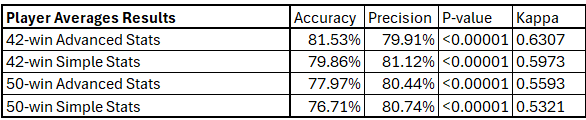 Player Averages Results Accuracy Precision P-value Kappa
42-win Advanced Stats 81.53% 79.91% <0.00001 0.6307
42-win Simple Stats 79.86% 81.12% <0.00001 0.5973
50-win Advanced Stats 77.97% 80.44% <0.00001 0.5593
50-win Simple Stats 76.71% 80.74% <0.00001 0.5321